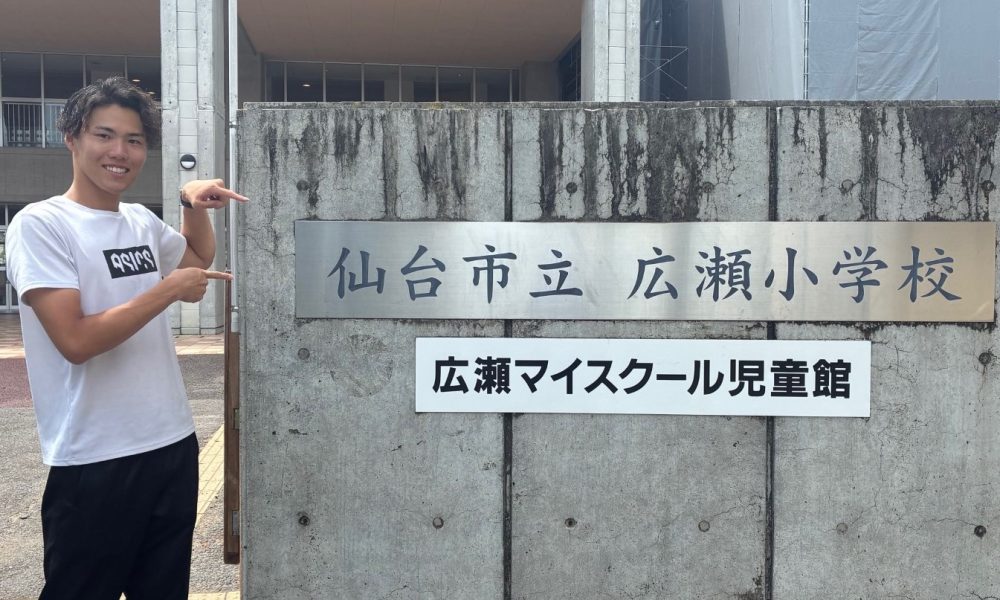 asics
仙台市立 広瀬小学校
広瀬マイスクール児童館